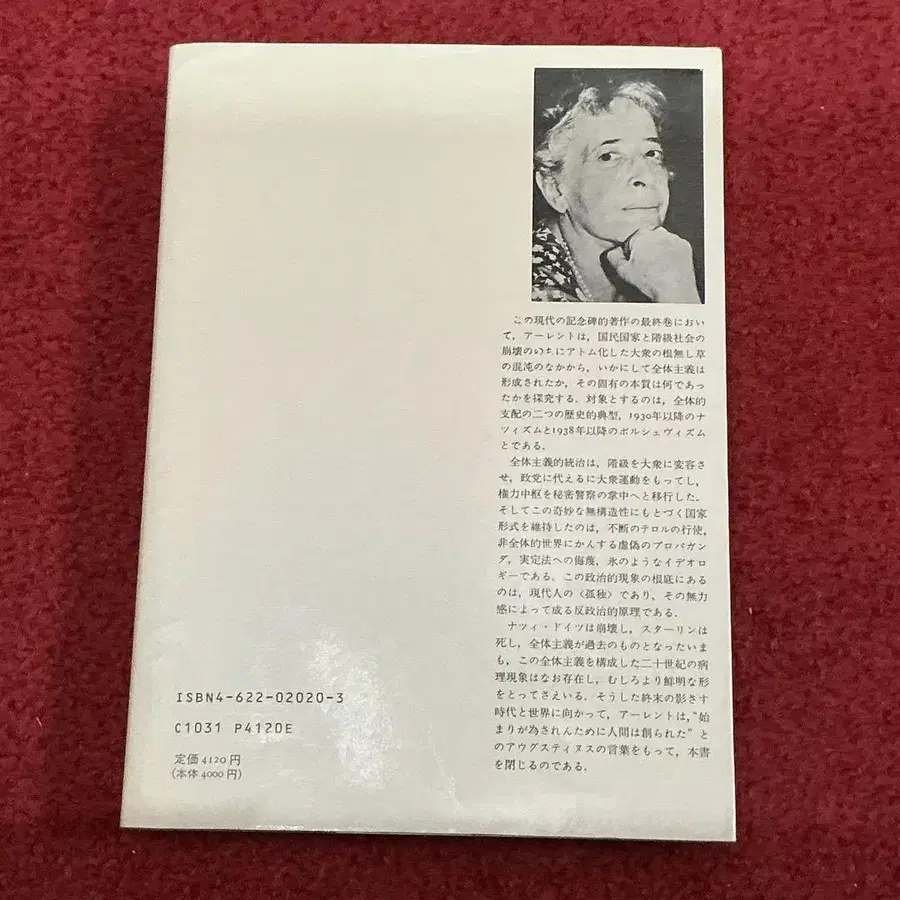 この現代の記念碑的著作の最終巻におい
て，アーレントは，国民国家と階級社会の
崩壊ののちにアトム化した大衆の根無し草
の混沌のなかから，いかにして全体主義は
形成されたか，その固有の本質は何であっ
たかを探究する．対象とするのは，全体的
支配の二つの歴史的典型，1930年以降のナ
ツィズムと1938年以降のボルシェヴィズム
とである．
全体主義的統治は，階級を大衆に変容さ
せ，政党に代えるに大衆運動をもってし，
権力中枢を秘密警察の掌中へと移行した．
そしてこの奇妙な無構造性にもとづく国家
形式を維持したのは，不断のテロルの行使，
非全体的世界にかんする虚偽のプロパガン
ダ，実定法への侮蔑，氷のようなイデオロ
ギーである．この政治的現象の根底にある
のは，現代人の〈孤独〉であり，その無力
感によって成る反政治的原理である．
ナツィ・ドイツは崩壊し，スターリンは
死し，全体主義が過去のものとなったいま
も，この全体主義を構成した二十世紀の病
理現象はなお存在し，むしろより鮮明な形
をとってさえいる．そうした終末の影さす
時代と世界に向かって，アーレントは，“始
まりが為されんために人間は創られた”と
のアウグスティヌスの言葉をもって，本書
を閉じるのである．
ISBN4-622-02020-3
C1031 P4120E
定価 4120円
(本体 4000円)